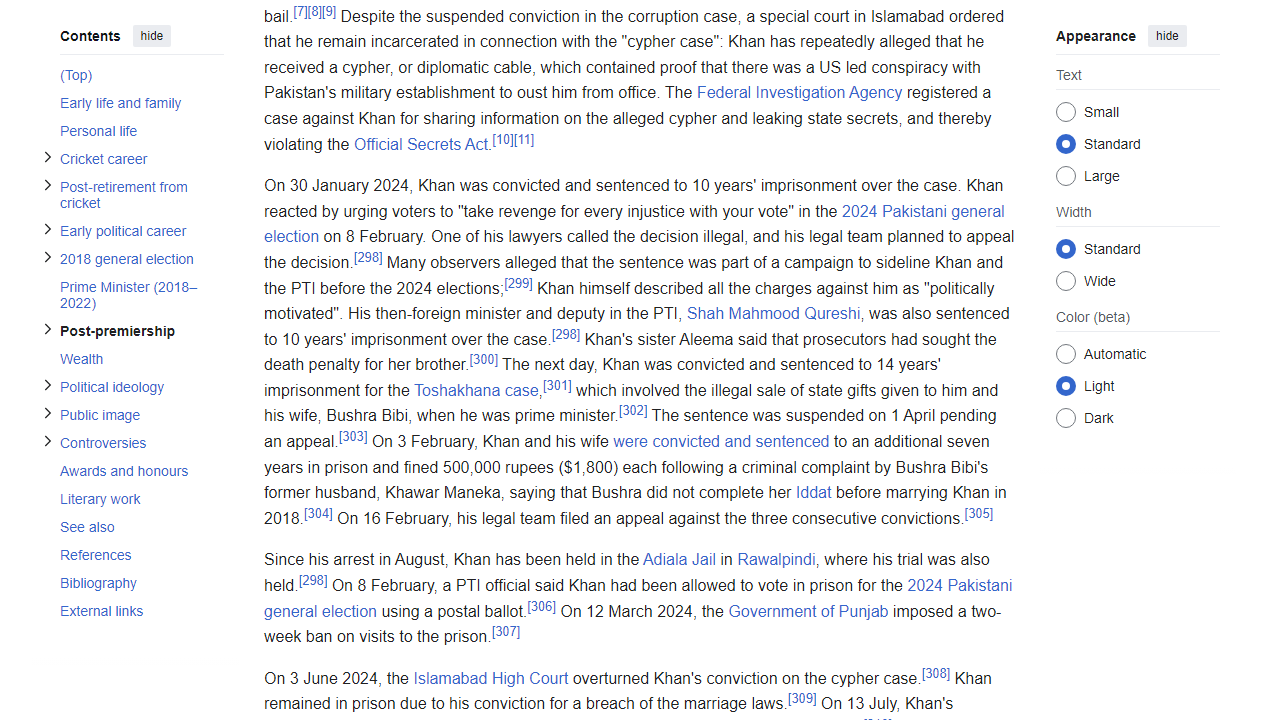 Contents hide
(Top)
Early life and family
Personal life
Cricket career
Post-retirement from
cricket
Early political career
2018 general election
Prime Minister (2018–
2022)
Post-premiership
Wealth
Political ideology
Public image
Controversies
Awards and honours
Literary work
See also
References
Bibliography
External links
bail.[7][8][9] Despite the suspended conviction in the corruption case, a special court in Islamabad ordered
that he remain incarcerated in connection with the "cypher case": Khan has repeatedly alleged that he
received a cypher, or diplomatic cable, which contained proof that there was a US led conspiracy with
Pakistan's military establishment to oust him from office. The Federal Investigation Agency registered a
case against Khan for sharing information on the alleged cypher and leaking state secrets, and thereby
violating the Official Secrets Act.[10][11]
On 30 January 2024, Khan was convicted and sentenced to 10 years' imprisonment over the case. Khan
reacted by urging voters to "take revenge for every injustice with your vote" in the 2024 Pakistani general
election on 8 February. One of his lawyers called the decision illegal, and his legal team planned to appeal
the decision.[298] Many observers alleged that the sentence was part of a campaign to sideline Khan and
the PTI before the 2024 elections;[299] Khan himself described all the charges against him as "politically
motivated". His then-foreign minister and deputy in the PTI, Shah Mahmood Qureshi, was also sentenced
to 10 years' imprisonment over the case.[298] Khan's sister Aleema said that prosecutors had sought the
death penalty for her brother.[300] The next day, Khan was convicted and sentenced to 14 years'
imprisonment for the Toshakhana case,[301] which involved the illegal sale of state gifts given to him and
his wife, Bushra Bibi, when he was prime minister.[302] The sentence was suspended on 1 April pending
an appeal.[303] On 3 February, Khan and his wife were convicted and sentenced to an additional seven
years in prison and fined 500,000 rupees ($1,800) each following a criminal complaint by Bushra Bibi's
former husband, Khawar Maneka, saying that Bushra did not complete her Iddat before marrying Khan in
2018.[304] On 16 February, his legal team filed an appeal against the three consecutive convictions.[305]
Since his arrest in August, Khan has been held in the Adiala Jail in Rawalpindi, where his trial was also
held.[298] On 8 February, a PTI official said Khan had been allowed to vote in prison for the 2024 Pakistani
general election using a postal ballot.[306] On 12 March 2024, the Government of Punjab imposed a two-
week ban on visits to the prison.[307]
On 3 June 2024, the Islamabad High Court overturned Khan's conviction on the cypher case.[308] Khan
remained in prison due to his conviction for a breach of the marriage laws.[309] On 13 July, Khan's
Appearance hide
Text
Small
Standard
Large
Width
Standard
Wide
Color (beta)
Automatic
Light
Dark